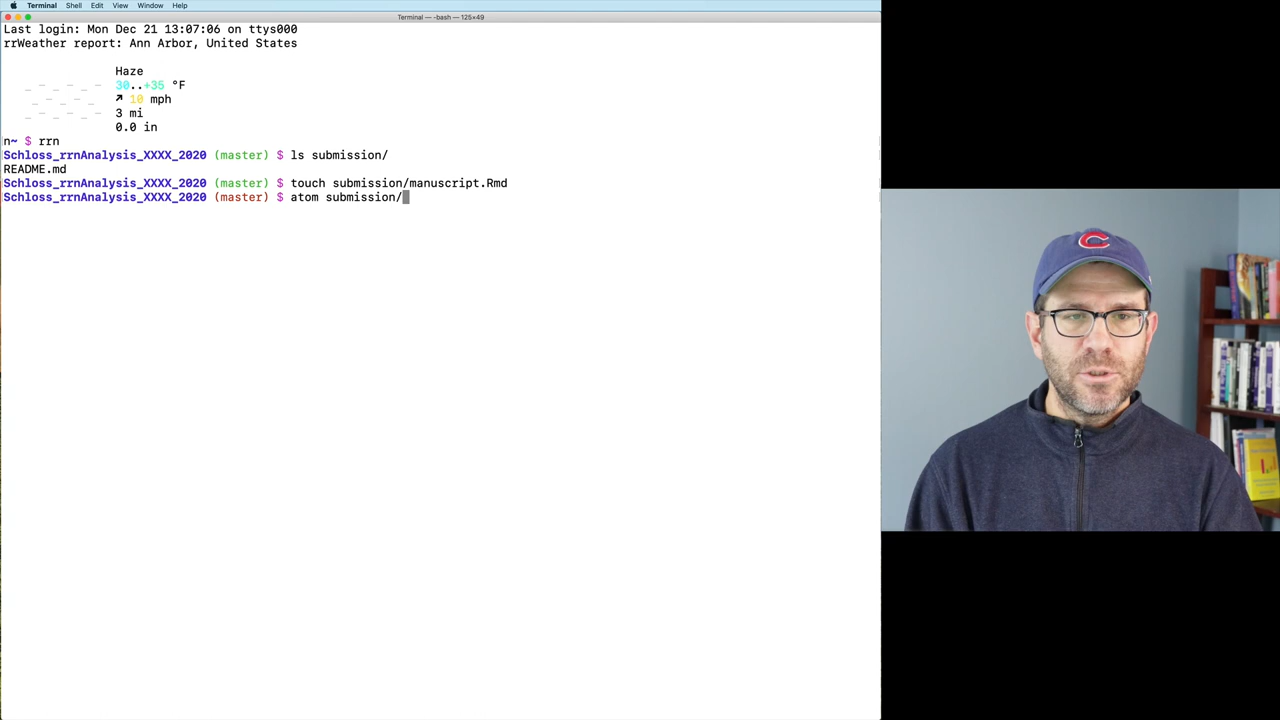 Terminal Shell Edit View Window Help
Terminal — -bash — 125×49
Last login: Mon Dec 21 13:07:06 on ttys000
rrWeather report: Ann Arbor, United States
Haze
_ - _ - _ - 30..+35 °F
_ - _ - _ ↗ 10 mph
_ - _ - _ - 3 mi
0.0 in
n~ $ rrn
Schloss_rrnAnalysis_XXXX_2020 (master) $ ls submission/
README.md
Schloss_rrnAnalysis_XXXX_2020 (master) $ touch submission/manuscript.Rmd
Schloss_rrnAnalysis_XXXX_2020 (master) $ atom submission/
C